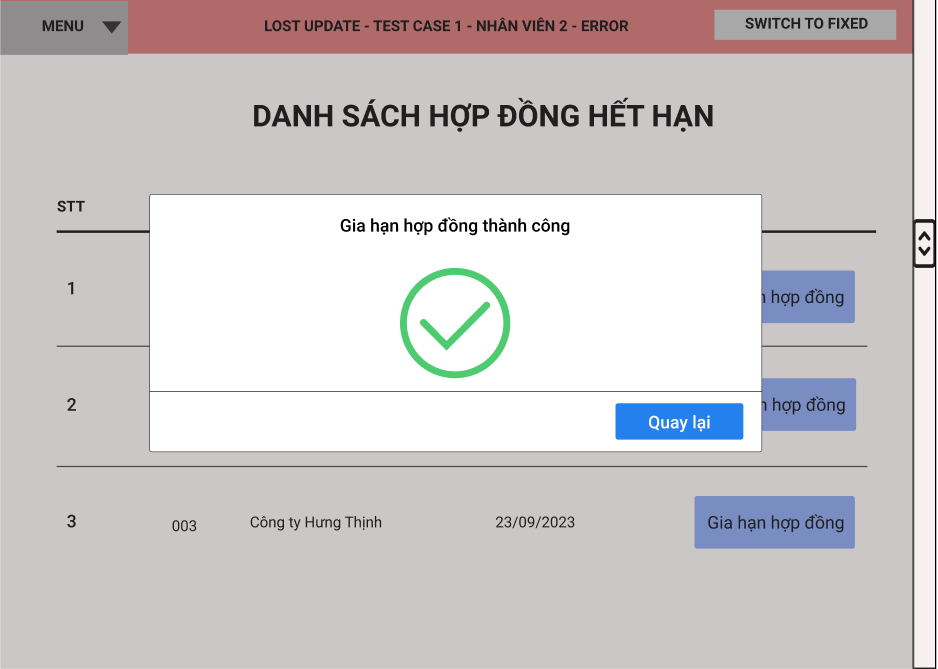 MENU
LOST UPDATE - TEST CASE 1 - NHÂN VIÊN 2 - ERROR
SWITCH TO FIXED
DANH SÁCH HỢP ĐỒNG HẾT HẠN
STT
Gia hạn hợp đồng thành công
1
hợp đồng
2
hợp đồng
Quay lại
3 003 Công ty Hưng Thịnh 23/09/2023 Gia hạn hợp đồng